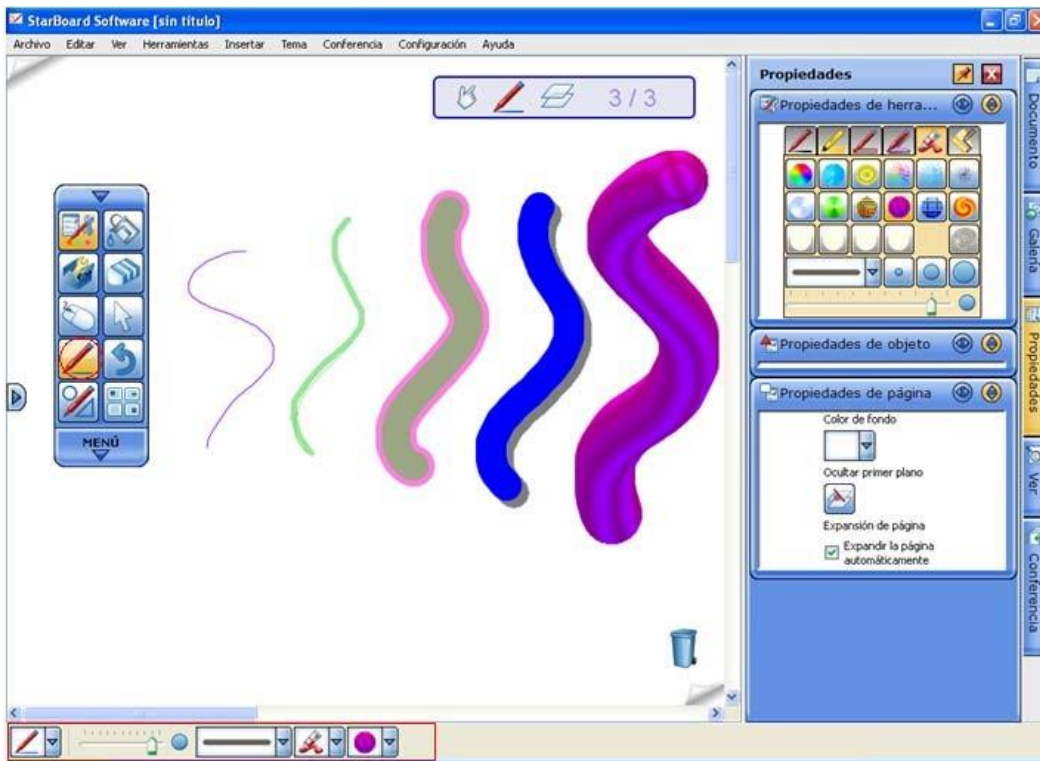 StarBoard Software [sin título]
Archivo Editar Ver Herramientas Insertar Tema Conferencia Configuración Ayuda
3 / 3
MENÚ
Propiedades
Propiedades de herra...
Propiedades de objeto
Propiedades de página
Color de fondo
Ocultar primer plano
Expansión de página
Expandir la página
automáticamente
Documento
Galería
Propiedades
Ver
Conferencia